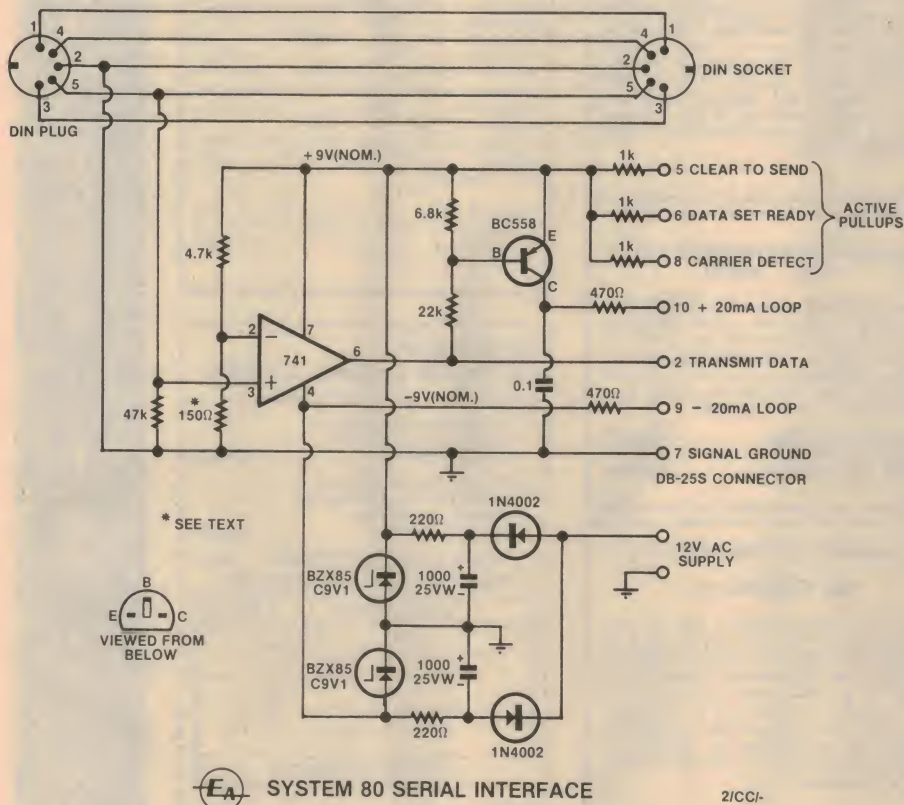 1
4
2
5
3
DIN PLUG
1
4
2
5
3
DIN SOCKET
+9V(NOM.)
1k
5 CLEAR TO SEND
1k
6 DATA SET READY
1k
8 CARRIER DETECT
ACTIVE
PULLUPS
6.8k
BC558
B
E
C
4.7k
22k
470Ω
10 + 20mA LOOP
2
7
741
6
3
4
2 TRANSMIT DATA
0.1
-9V(NOM.)
470Ω
9 - 20mA LOOP
47k
*
150Ω
7 SIGNAL GROUND
DB-25S CONNECTOR
* SEE TEXT
220Ω
1N4002
12V AC
SUPPLY
BZX85
C9V1
1000
25VW
B
E
C
VIEWED FROM
BELOW
BZX85
C9V1
1000
25VW
220Ω
1N4002
EA
SYSTEM 80 SERIAL INTERFACE
2/CC/-